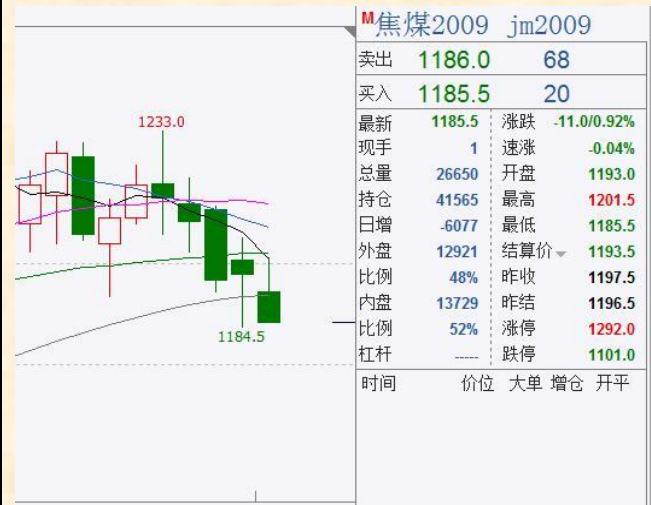 M焦煤2009 jm2009
卖出 1186.0 68
买入 1185.5 20
最新 1185.5 涨跌 -11.0/0.92%
现手 1 速涨 -0.04%
总量 26650 开盘 1193.0
持仓 41565 最高 1201.5
日增 -6077 最低 1185.5
外盘 12921 结算价 1193.5
比例 48% 昨收 1197.5
内盘 13729 昨结 1196.5
比例 52% 涨停 1292.0
杠杆 ----- 跌停 1101.0
时间 价位 大单 增仓 开平
1233.0
1184.5